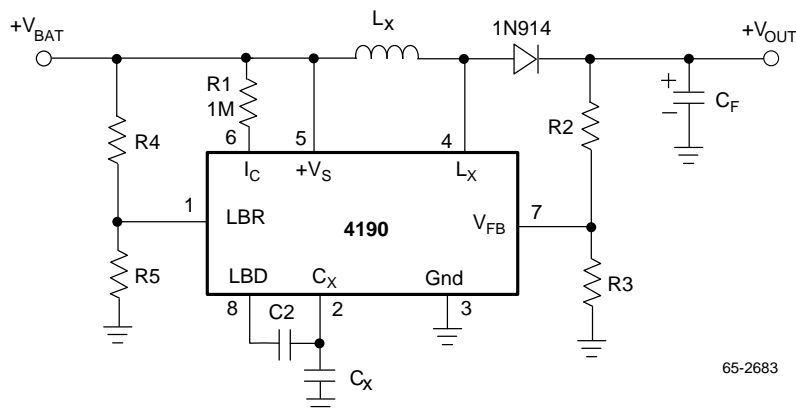 +VBAT
LX
1N914
+VOUT
R1
1M
6
5
4
+
–
CF
R4
R2
IC
+VS
LX
1
LBR
4190
VFB
7
R5
LBD
CX
Gnd
R3
8
C2
2
3
CX
65-2683